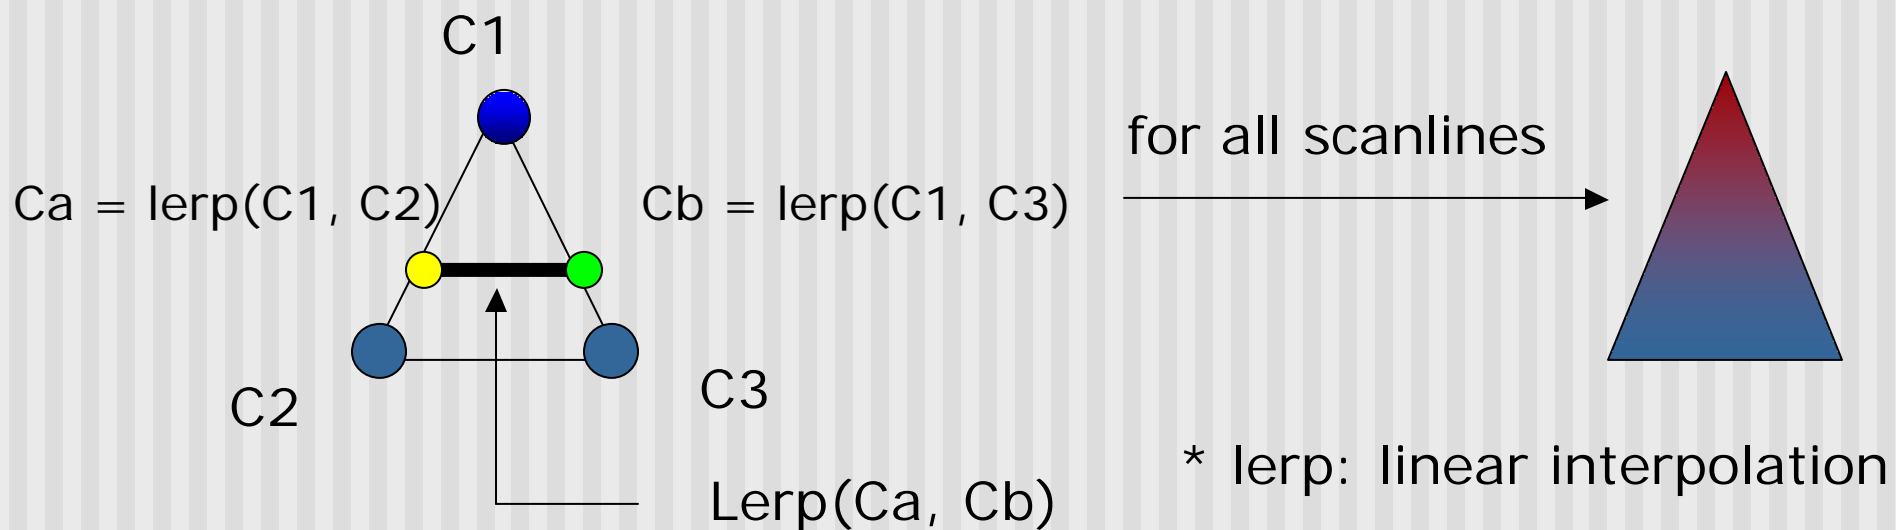 C1
for all scanlines
Ca = lerp(C1, C2)
Cb = lerp(C1, C3)
C2
C3
* lerp: linear interpolation
Lerp(Ca, Cb)